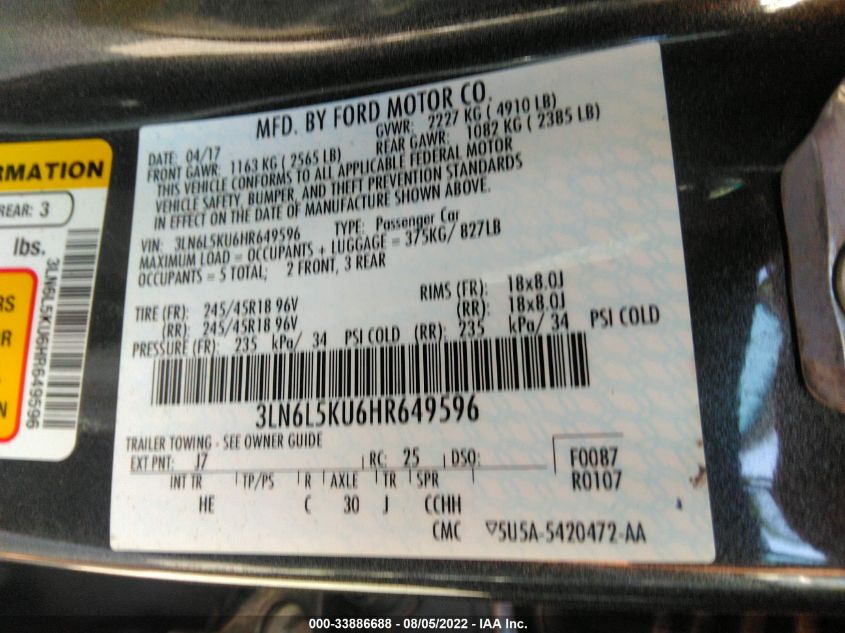 MFD. BY FORD MOTOR CO.
DATE: 04/17 GVWR: 2227 KG ( 4910 LB)
FRONT GAWR: 1163 KG ( 2565 LB) REAR GAWR: 1082 KG ( 2385 LB)
THIS VEHICLE CONFORMS TO ALL APPLICABLE FEDERAL MOTOR
VEHICLE SAFETY, BUMPER, AND THEFT PREVENTION STANDARDS
IN EFFECT ON THE DATE OF MANUFACTURE SHOWN ABOVE.
VIN: 3LN6L5KU6HR649596 TYPE: Passenger Car
MAXIMUM LOAD = OCCUPANTS + LUGGAGE = 375KG/ 827LB
OCCUPANTS = 5 TOTAL; 2 FRONT, 3 REAR
TIRE (FR): 245/45R18 96V RIMS (FR): 18x8.0J
(RR): 245/45R18 96V (RR): 18x8.0J
PRESSURE (FR): 235 kPa/ 34 PSI COLD (RR): 235 kPa/ 34 PSI COLD
3LN6L5KU6HR649596
TRAILER TOWING - SEE OWNER GUIDE
EXT PNT: J7 RC: 25 DSO: F0087
INT TR TP/PS R AXLE TR SPR R0107
HE C 30 J CCHH
CMC ▽5U5A-5420472-AA
RMATION
REAR: 3
lbs.
RS
OR
3LN6L5KU6HR649596
000-33886688 - 08/05/2022 - IAA Inc.